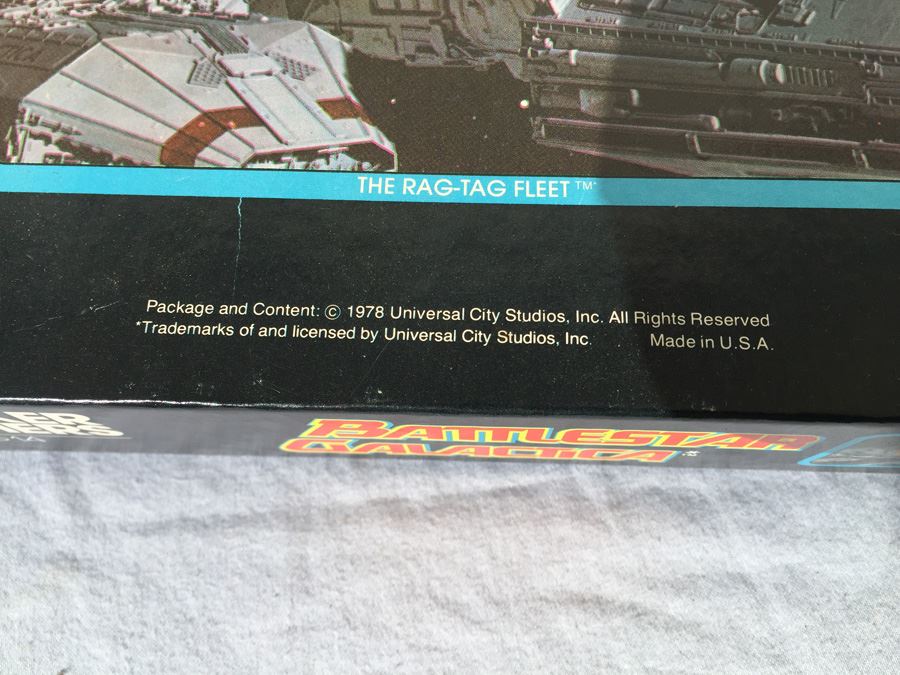 THE RAG-TAG FLEET™*
Package and Content: © 1978 Universal City Studios, Inc. All Rights Reserved
*Trademarks of and licensed by Universal City Studios, Inc. Made in U.S.A.
BATTLESTAR
GALACTICA